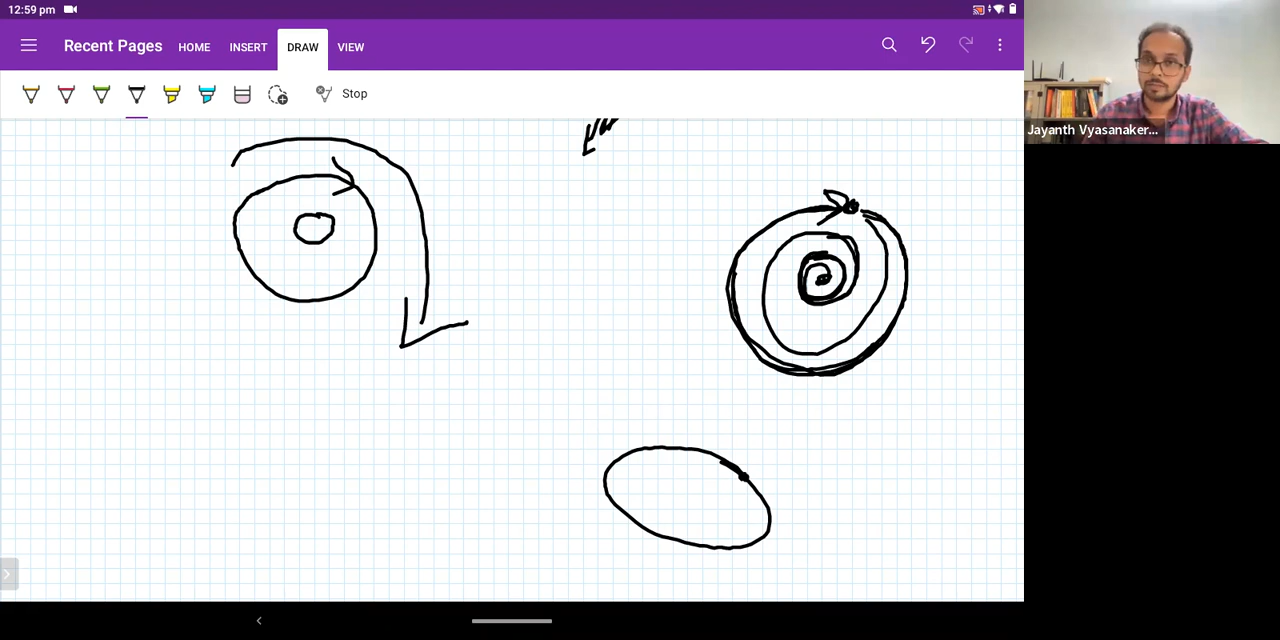 12:59 pm
Recent Pages HOME INSERT DRAW VIEW
Stop
Jayanth Vyasanaker...